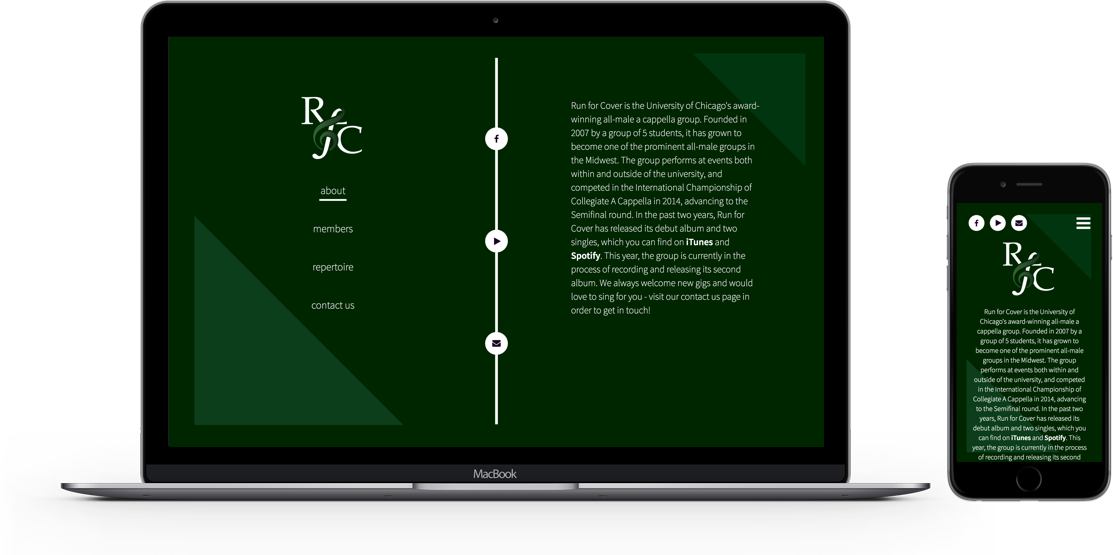 RfC
about
members
repertoire
contact us
Run for Cover is the University of Chicago's award-
winning all-male a cappella group. Founded in
2007 by a group of 5 students, it has grown to
become one of the prominent all-male groups in
the Midwest. The group performs at events both
within and outside of the university, and
competed in the International Championship of
Collegiate A Cappella in 2014, advancing to the
Semifinal round. In the past two years, Run for
Cover has released its debut album and two
singles, which you can find on iTunes and
Spotify. This year, the group is currently in the
process of recording and releasing its second
album. We always welcome new gigs and would
love to sing for you - visit our contact us page in
order to get in touch!
MacBook
RfC
Run for Cover is the University of
Chicago's award-winning all-male a
cappella group. Founded in 2007 by a
group of 5 students, it has grown to
become one of the prominent all-male
groups in the Midwest. The group
performs at events both within and
outside of the university, and competed
in the International Championship of
Collegiate A Cappella in 2014, advancing
to the Semifinal round. In the past two
years, Run for Cover has released its
debut album and two singles, which you
can find on iTunes and Spotify. This
year, the group is currently in the process
of recording and releasing its second